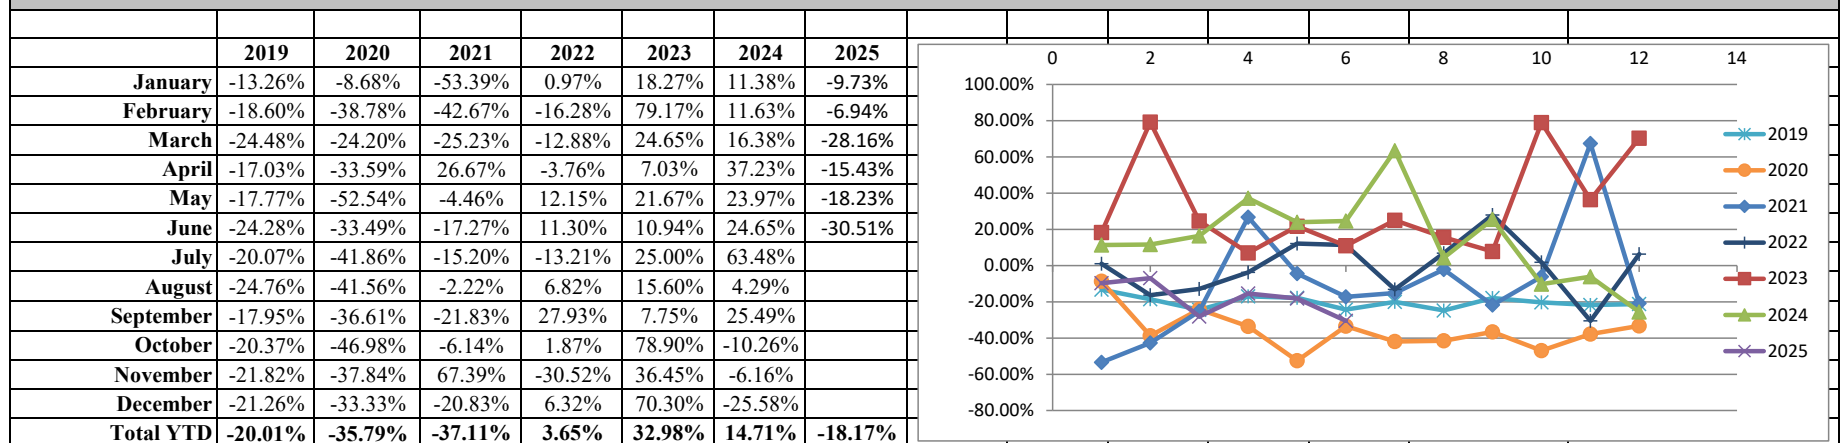 2019 2020 2021 2022 2023 2024 2025
January -13.26% -8.68% -53.39% 0.97% 18.27% 11.38% -9.73%
February -18.60% -38.78% -42.67% -16.28% 79.17% 11.63% -6.94%
March -24.48% -24.20% -25.23% -12.88% 24.65% 16.38% -28.16%
April -17.03% -33.59% 26.67% -3.76% 7.03% 37.23% -15.43%
May -17.77% -52.54% -4.46% 12.15% 21.67% 23.97% -18.23%
June -24.28% -33.49% -17.27% 11.30% 10.94% 24.65% -30.51%
July -20.07% -41.86% -15.20% -13.21% 25.00% 63.48%
August -24.76% -41.56% -2.22% 6.82% 15.60% 4.29%
September -17.95% -36.61% -21.83% 27.93% 7.75% 25.49%
October -20.37% -46.98% -6.14% 1.87% 78.90% -10.26%
November -21.82% -37.84% 67.39% -30.52% 36.45% -6.16%
December -21.26% -33.33% -20.83% 6.32% 70.30% -25.58%
Total YTD -20.01% -35.79% -37.11% 3.65% 32.98% 14.71% -18.17%
0 2 4 6 8 10 12 14
100.00%
80.00%
60.00%
40.00%
20.00%
0.00%
-20.00%
-40.00%
-60.00%
-80.00%
2019
2020
2021
2022
2023
2024
2025